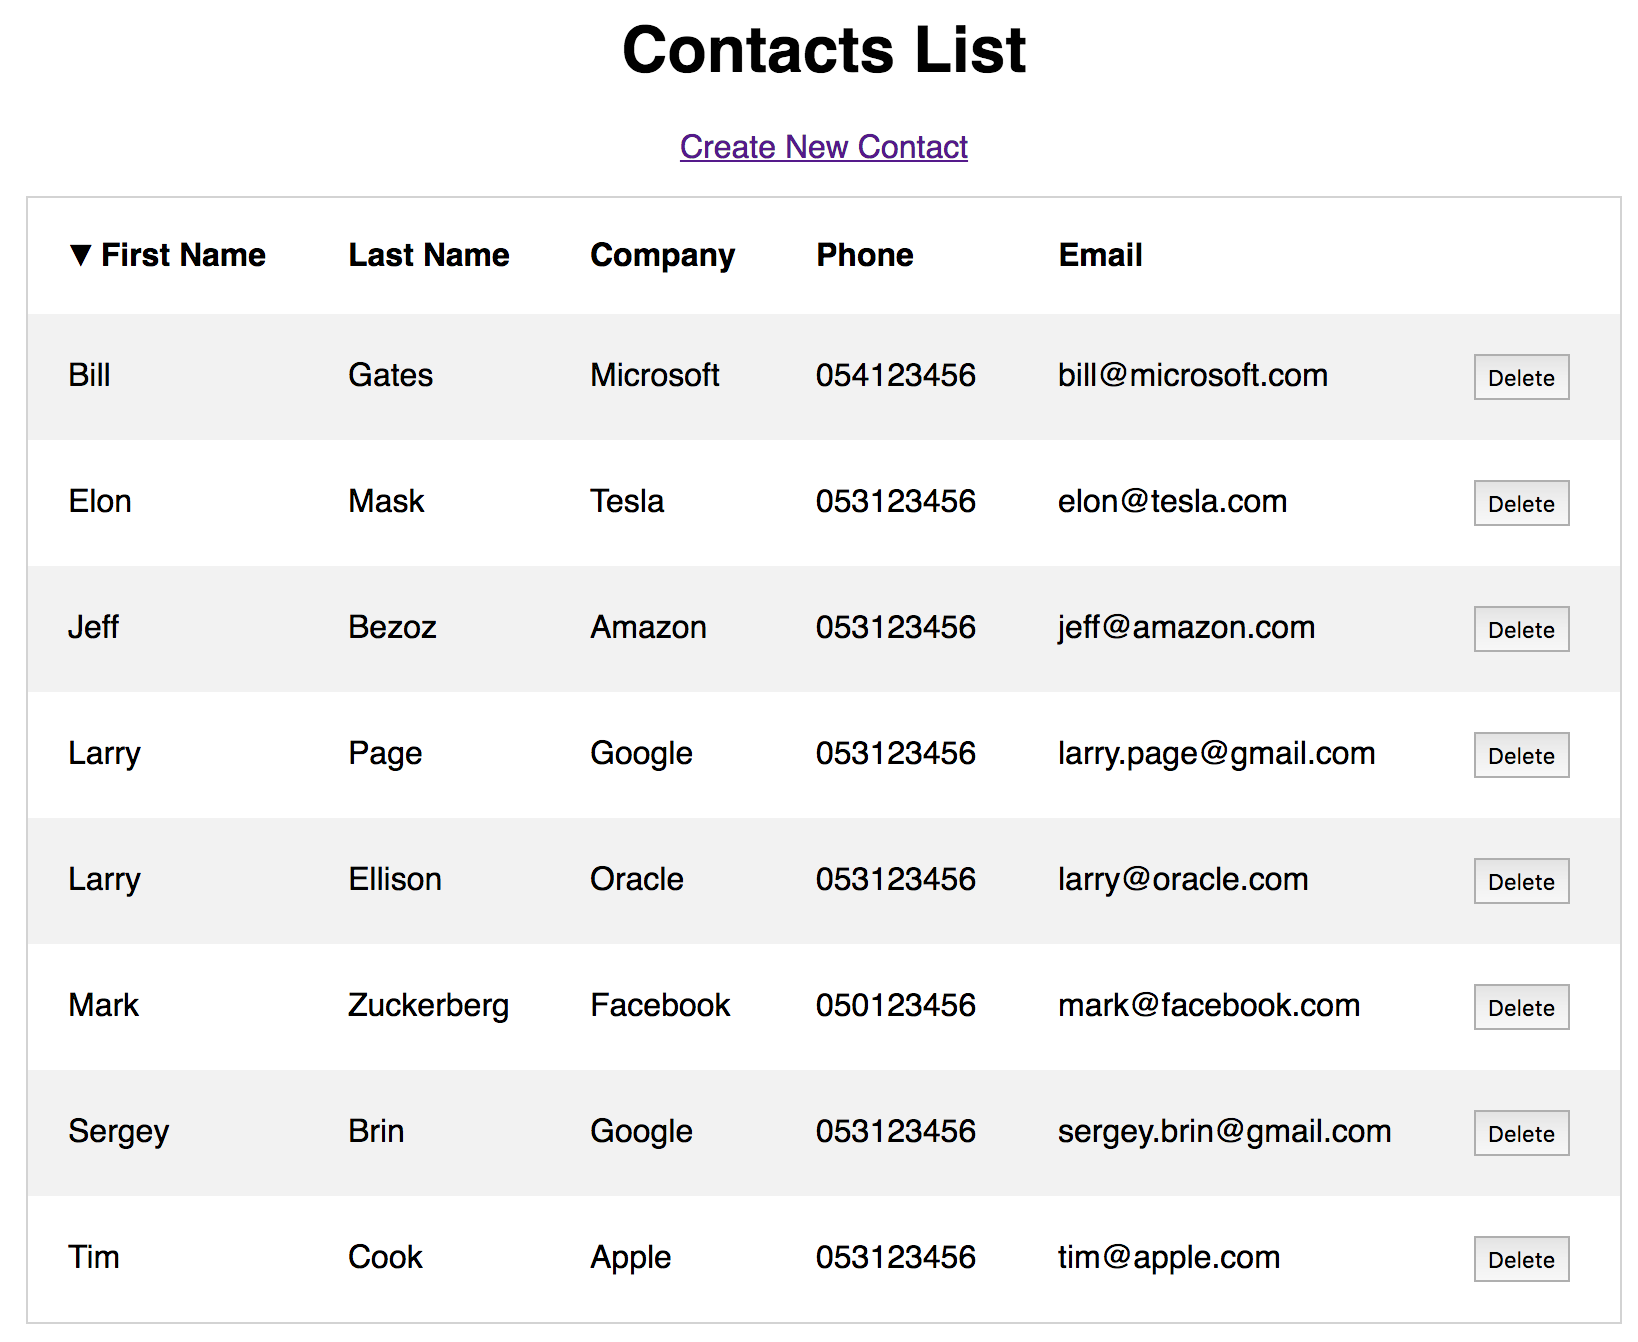 Contacts List
Create New Contact
▼ First Name Last Name Company Phone Email
Bill Gates Microsoft 054123456 bill@microsoft.com Delete
Elon Mask Tesla 053123456 elon@tesla.com Delete
Jeff Bezoz Amazon 053123456 jeff@amazon.com Delete
Larry Page Google 053123456 larry.page@gmail.com Delete
Larry Ellison Oracle 053123456 larry@oracle.com Delete
Mark Zuckerberg Facebook 050123456 mark@facebook.com Delete
Sergey Brin Google 053123456 sergey.brin@gmail.com Delete
Tim Cook Apple 053123456 tim@apple.com Delete